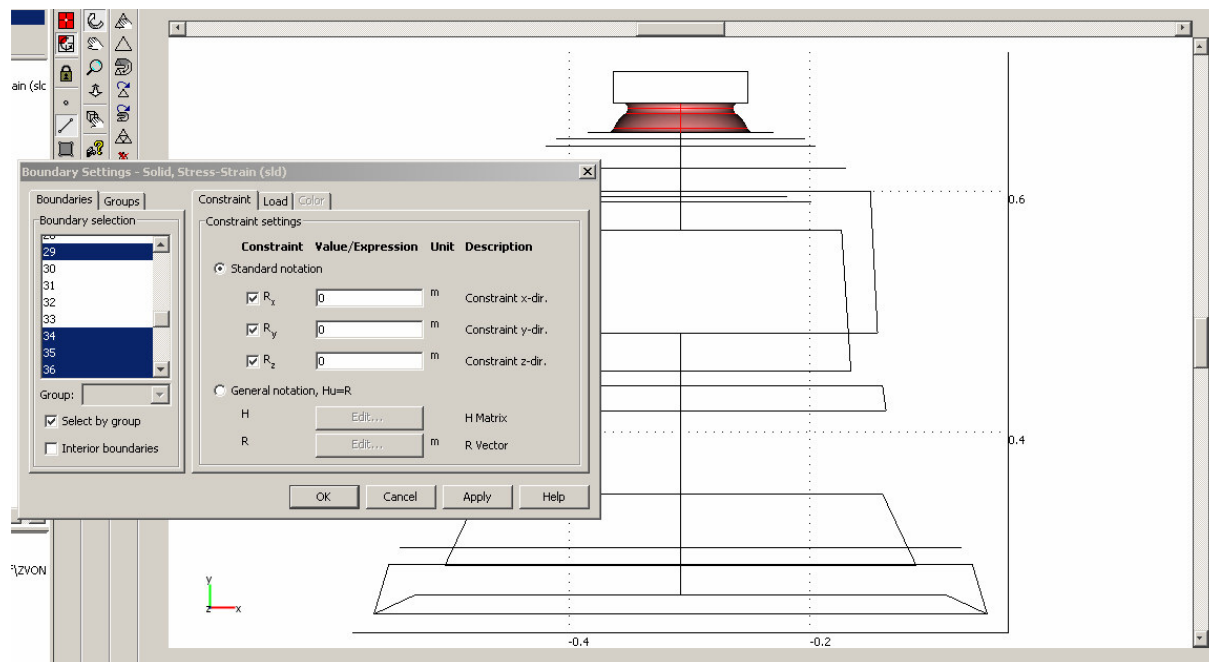 ain (slc
Boundary Settings - Solid, Stress-Strain (sld)
Boundaries Groups
Constraint Load Color
Boundary selection
29
30
31
32
33
34
35
36
Group:
Select by group
Interior boundaries
Constraint settings
Constraint Value/Expression Unit Description
Standard notation
Rx 0 m Constraint x-dir.
Ry 0 m Constraint y-dir.
Rz 0 m Constraint z-dir.
General notation, Hu=R
H Edit... H Matrix
R Edit... m R Vector
OK Cancel Apply Help
0.6
0.4
F\ZVON
y
z x
-0.4 -0.2